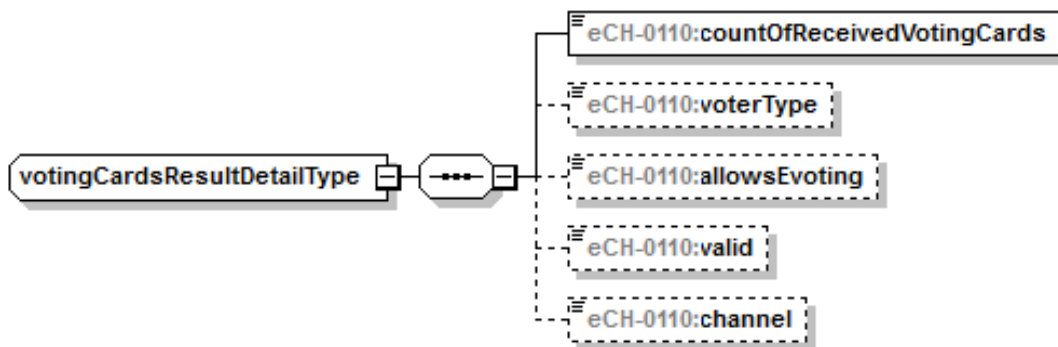 eCH-0110:countOfReceivedVotingCards
eCH-0110:voterType
votingCardsResultDetailType
eCH-0110:allowsEvoting
eCH-0110:valid
eCH-0110:channel